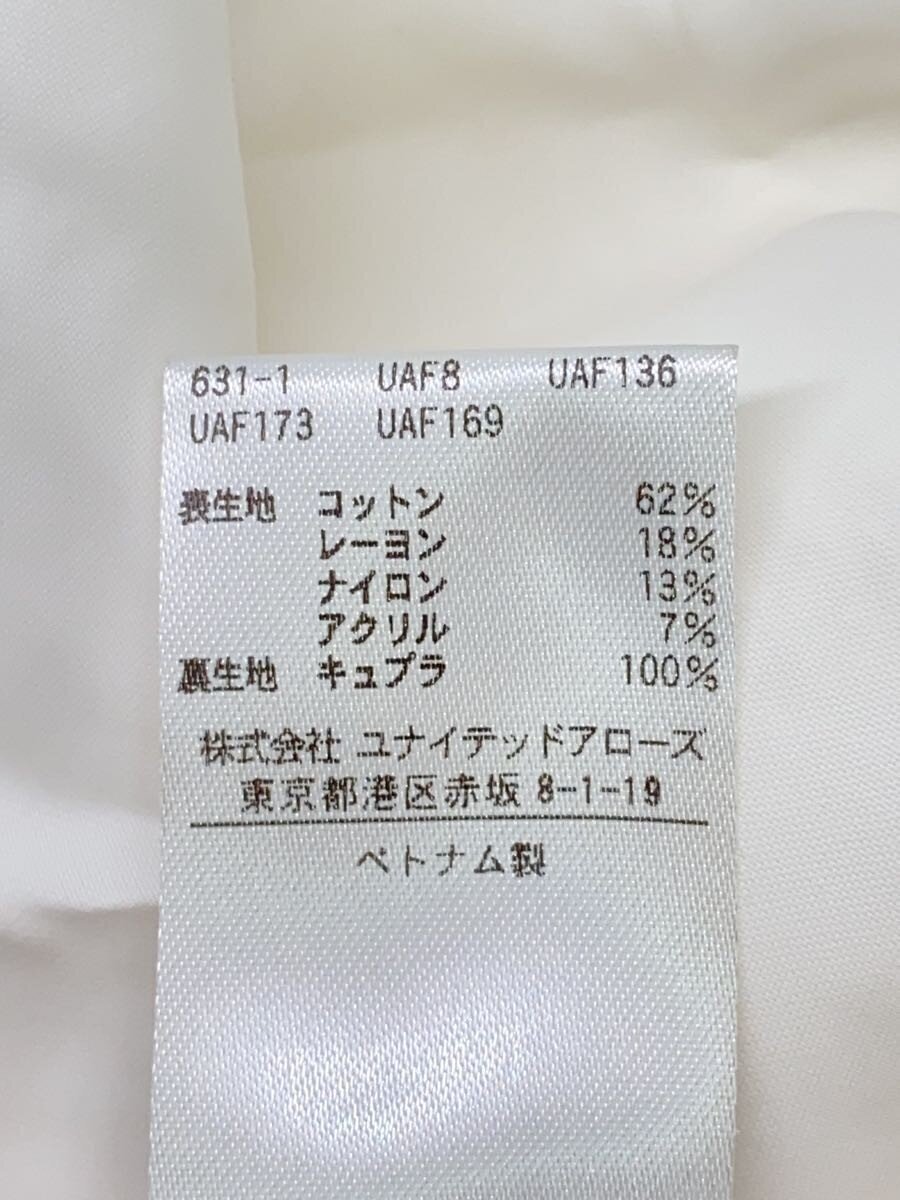 631-1 UAF8 UAF136
UAF173 UAF169
表生地 コットン 62%
レーヨン 18%
ナイロン 13%
アクリル 7%
裏生地 キュプラ 100%
株式会社 ユナイテッドアローズ
東京都港区赤坂 8-1-19
ベトナム製